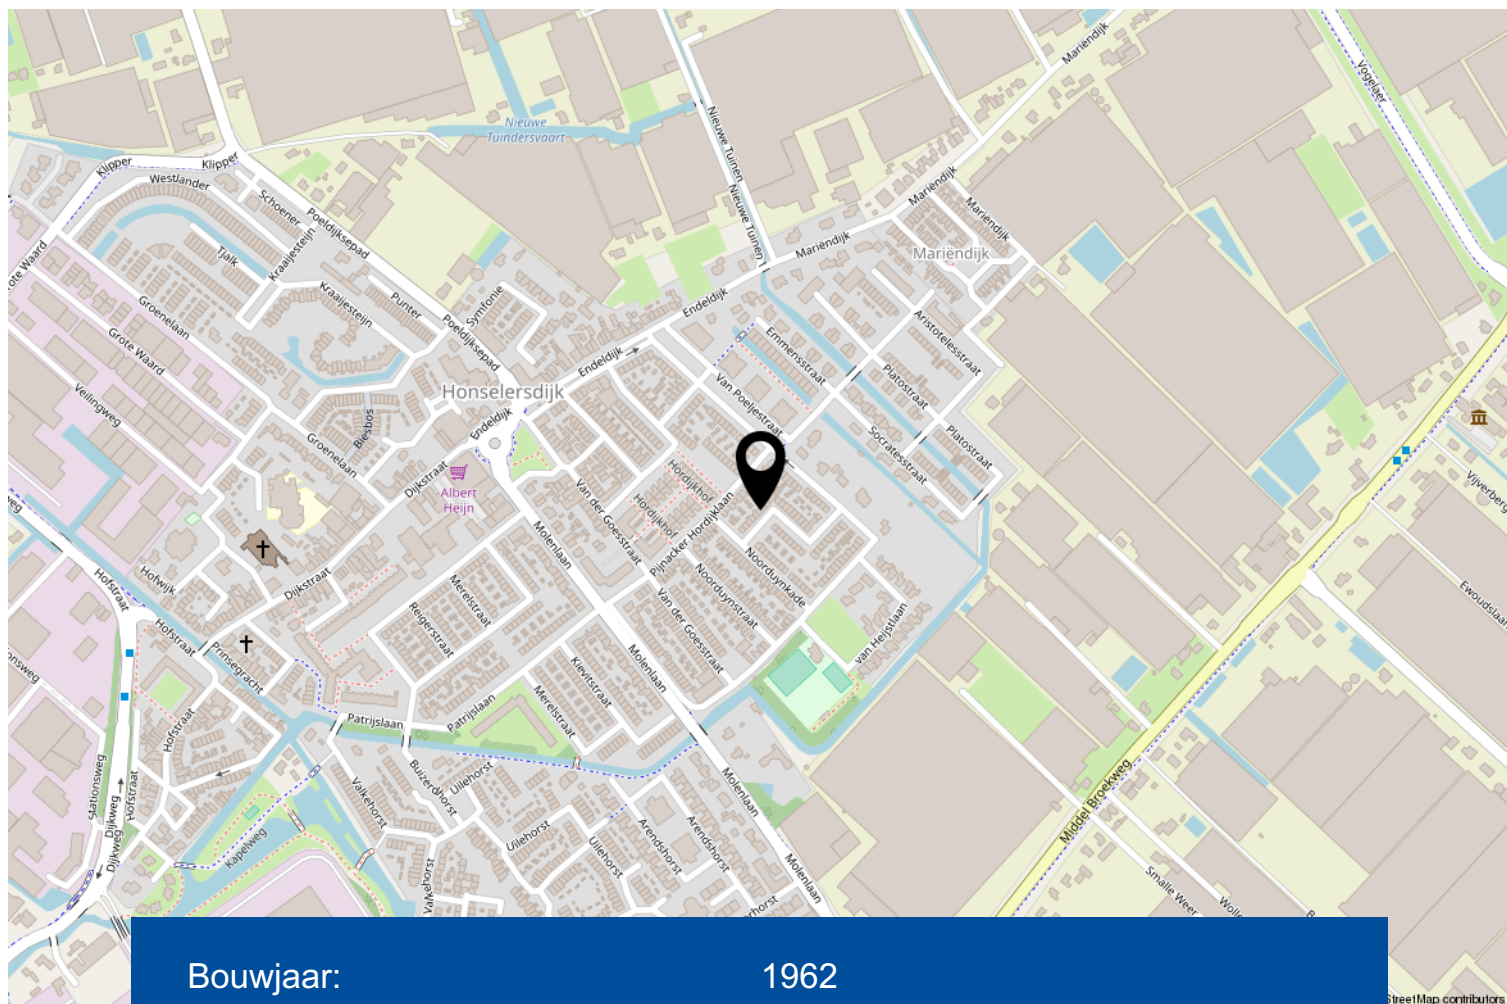 Mariëndijk
Vogelaer
Nieuwe
Tuindersvaart
Nieuwe Tuinen
Nieuwe Tuinen
Klipper
Klipper
Westlander
Schoener
Poeldijksepad
Mariëndijk
Mariëndijk
Mariëndijk
Mariëndijk
Tjalk
Kraaijesteijn
Kraaijesteijn
Punter
Symfonie
Poeldijksepad
Endeldijk
Endeldijk
Endeldijk
Groenelaan
Grote Waard
Veilingweg
Emmensstraat
Aristotelesstraat
Platostraat
Platostraat
Socratesstraat
Van Poeljestraat
Honselersdijk
Biesbos
Groenelaan
Dijkstraat
Albert
Heijn
Hordijkhof
Hordijkhof
Pijnacker Hordijklaan
Van der Goesstraat
Molenlaan
Noorduynkade
Noorduynstraat
Van der Goesstraat
van Heijstlaan
Vijverberg
Ewoudslaan
Hofwijk
Dijkstraat
Hofstraat
Hofstraat
Prinsegracht
Merelstraat
Reigerstraat
Kievitstraat
Merelstraat
Molenlaan
Patrijslaan
Patrijslaan
Hofstraat
Stationsweg
Dijkweg
Dijkweg
Hofstraat
Kapelweg
Valkehorst
Valkehorst
Buizerdhorst
Uilehorst
Uilehorst
Uilehorst
Arendshorst
Arendshorst
Molenlaan
Molenlaan
Middel Broekweg
Smalle Weer
Bouwjaar: 1962
StreetMap contributors